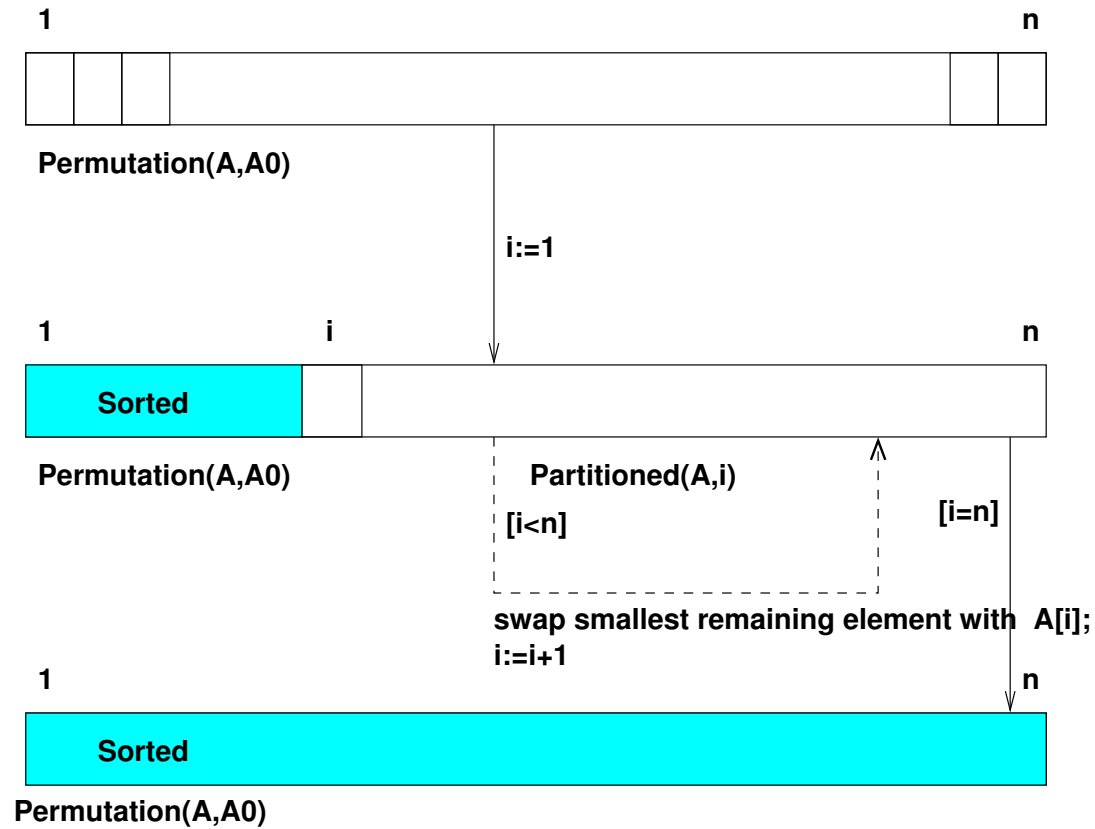 1 n
Permutation(A,A0)
i:=1
1 i n
Sorted
Permutation(A,A0) Partitioned(A,i)
[i<n] [i=n]
swap smallest remaining element with A[i];
i:=i+1
1 n
Sorted
Permutation(A,A0)